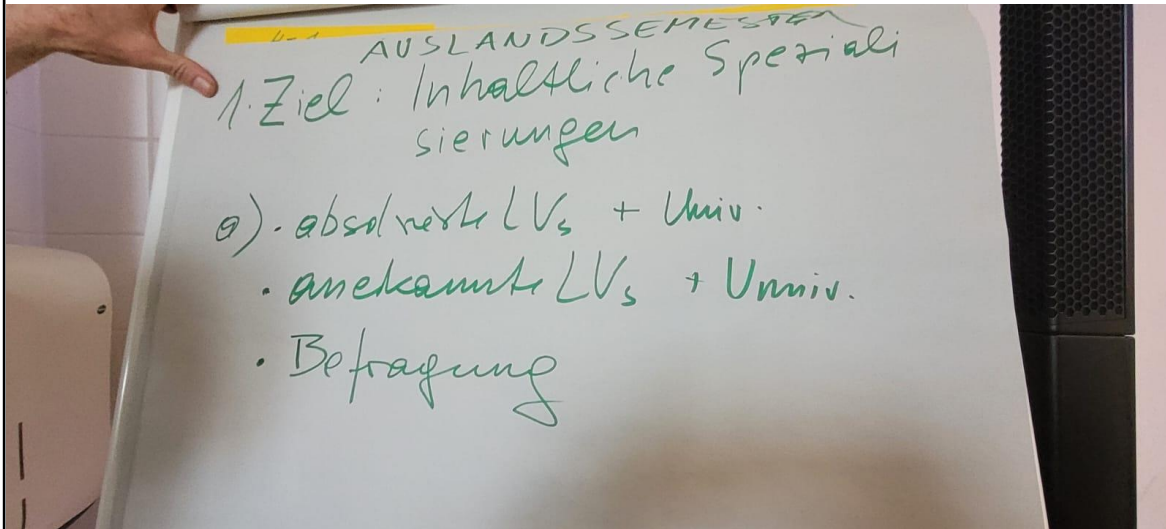 AUSLANDSSEMESTER
1. Ziel: Inhaltliche Speziali
sierungen
a) · absolvierte LVs + Univ.
· anerkannte LVs + Univ.
· Befragung